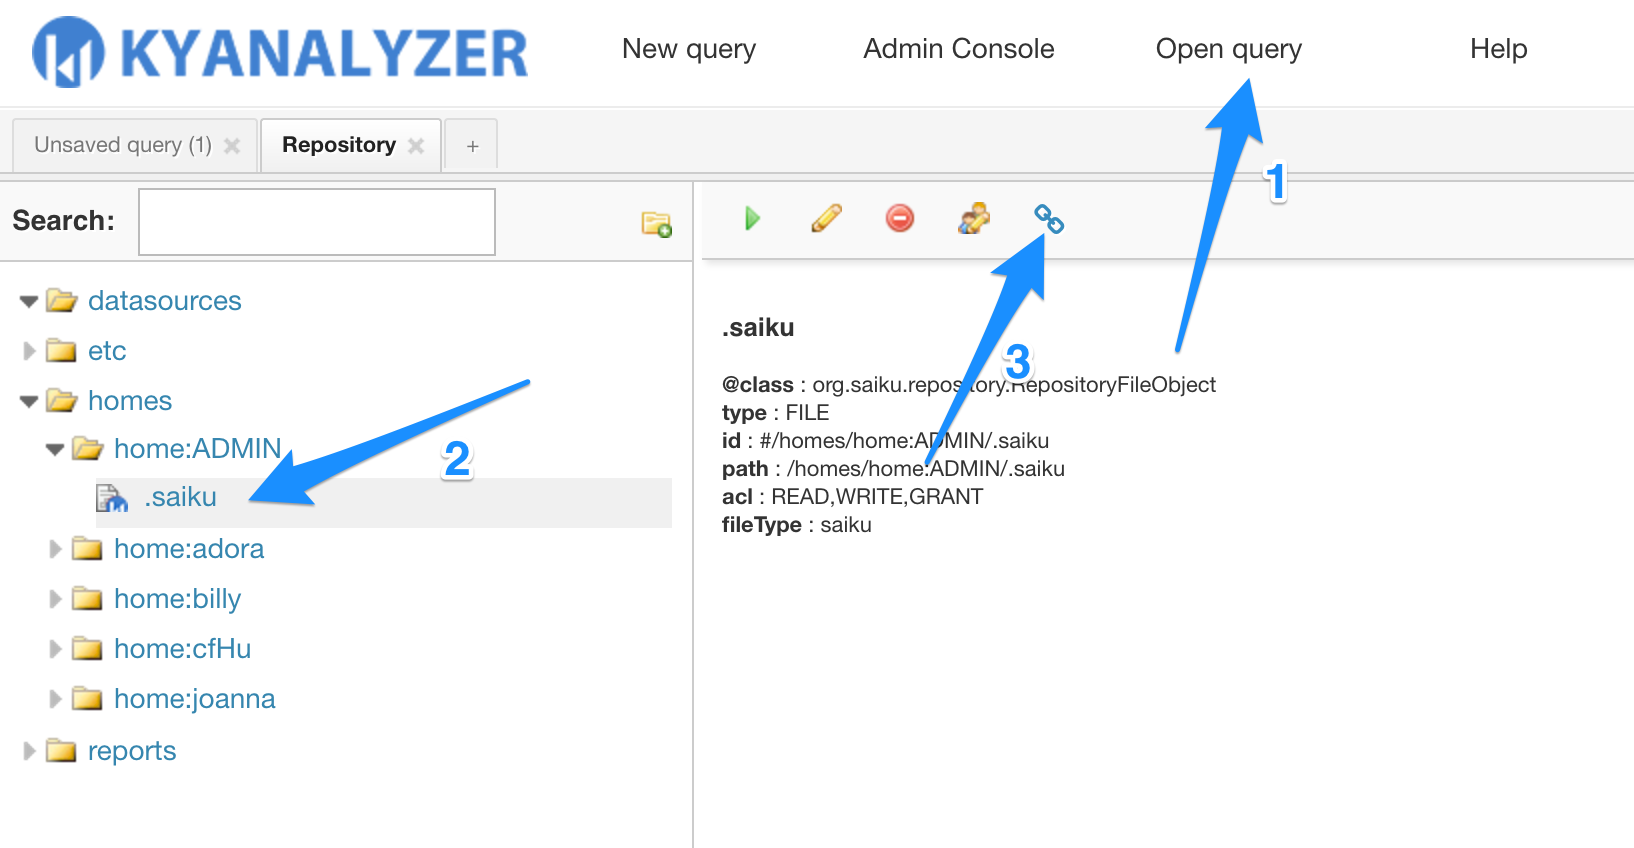 KYANALYZER
New query Admin Console Open query Help
Unsaved query (1) Repository +
1
Search:
datasources
etc
homes
home:ADMIN
.saiku
home:adora
home:billy
home:cfHu
home:joanna
reports
2
3
.saiku
@class : org.saiku.repository.RepositoryFileObject
type : FILE
id : #/homes/home:ADMIN/.saiku
path : /homes/home:ADMIN/.saiku
acl : READ,WRITE,GRANT
fileType : saiku